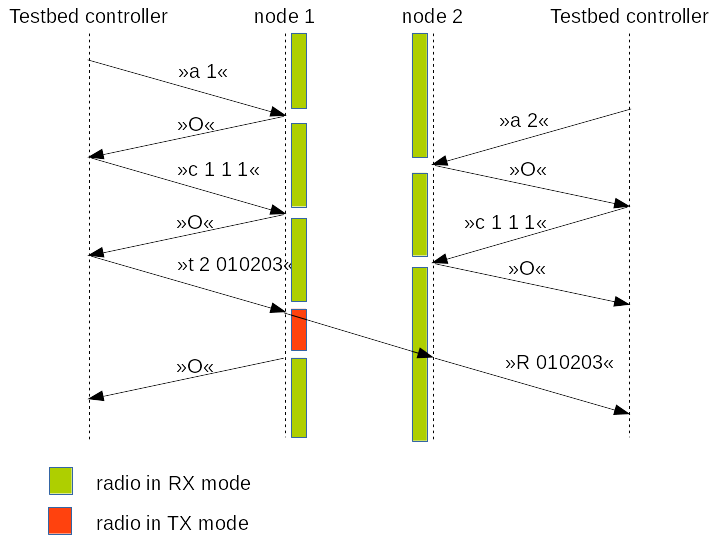 Testbed controller node 1 node 2 Testbed controller
»a 1«
»a 2«
»O«
»O«
»c 1 1 1«
»c 1 1 1«
»O«
»t 2 010203«
»O«
»R 010203«
»O«
radio in RX mode
radio in TX mode